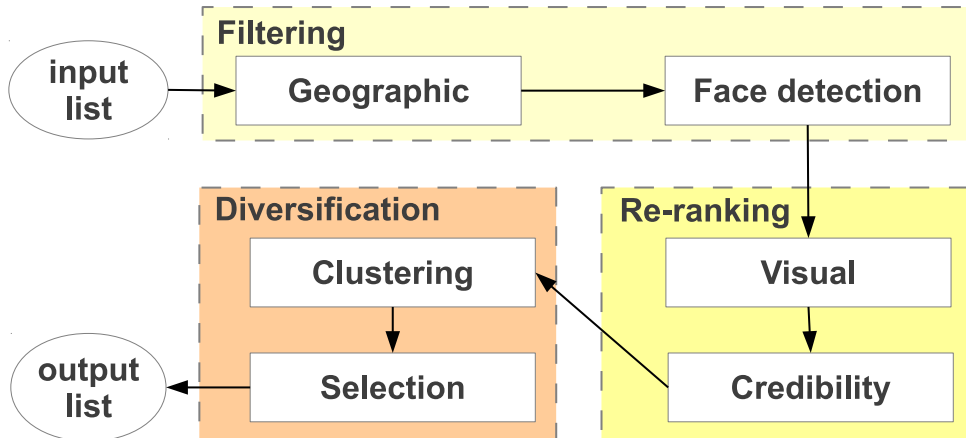 Filtering
input
list
Geographic
Face detection
Diversification
Re-ranking
Clustering
Visual
output
list
Selection
Credibility